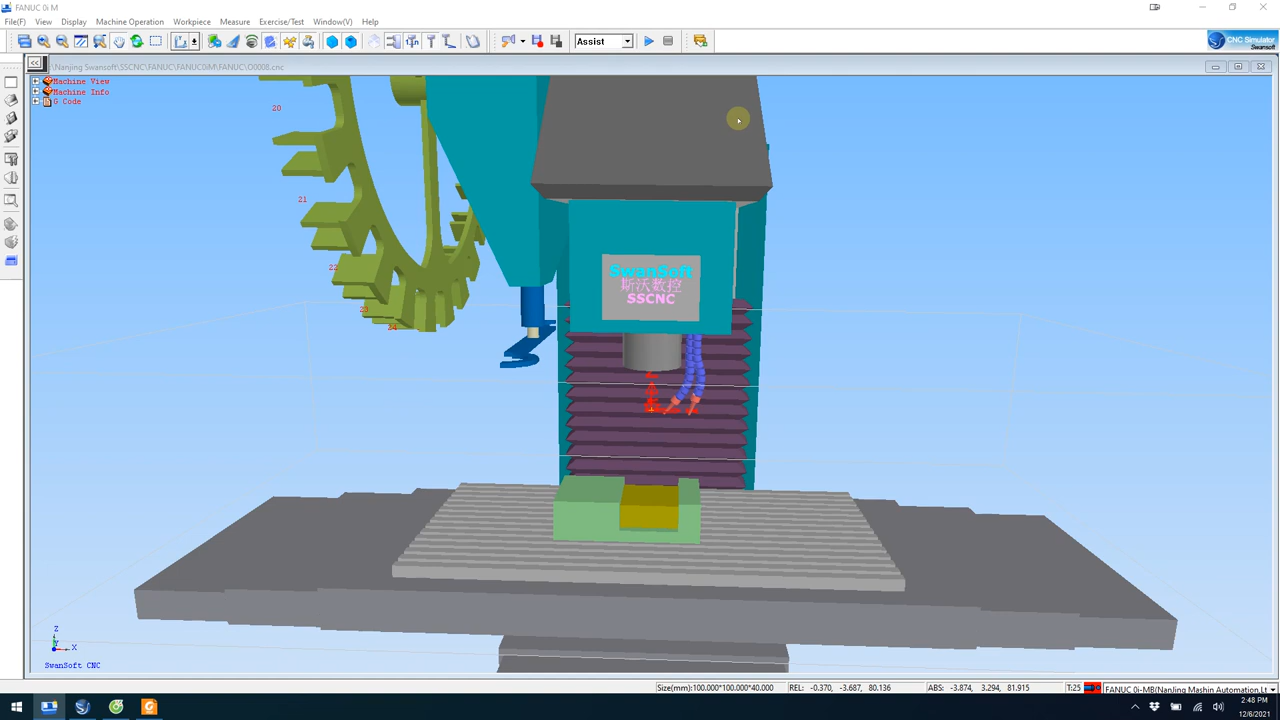 FANUC 0i M
File(F) View Display Machine Operation Workpiece Measure Exercise/Test Window(V) Help
Assist
CNC Simulator
Swansoft
<<
\Nanjing Swansoft\SSCNC\FANUC\FANUC0iM\FANUC\O0008.cnc
Machine View
Machine Info
G Code
20
21
22
23
24
SwanSoft
斯沃数控
SSCNC
Z
Y
X
SwanSoft CNC
Size(mm):100.000*100.000*40.000 REL: -0.370, -3.687, 80.136 ABS: -3.874, 3.294, 81.915 T:25 FANUC 0i-MB(NanJing Mashin Automation,Lt
2:48 PM
12/6/2021